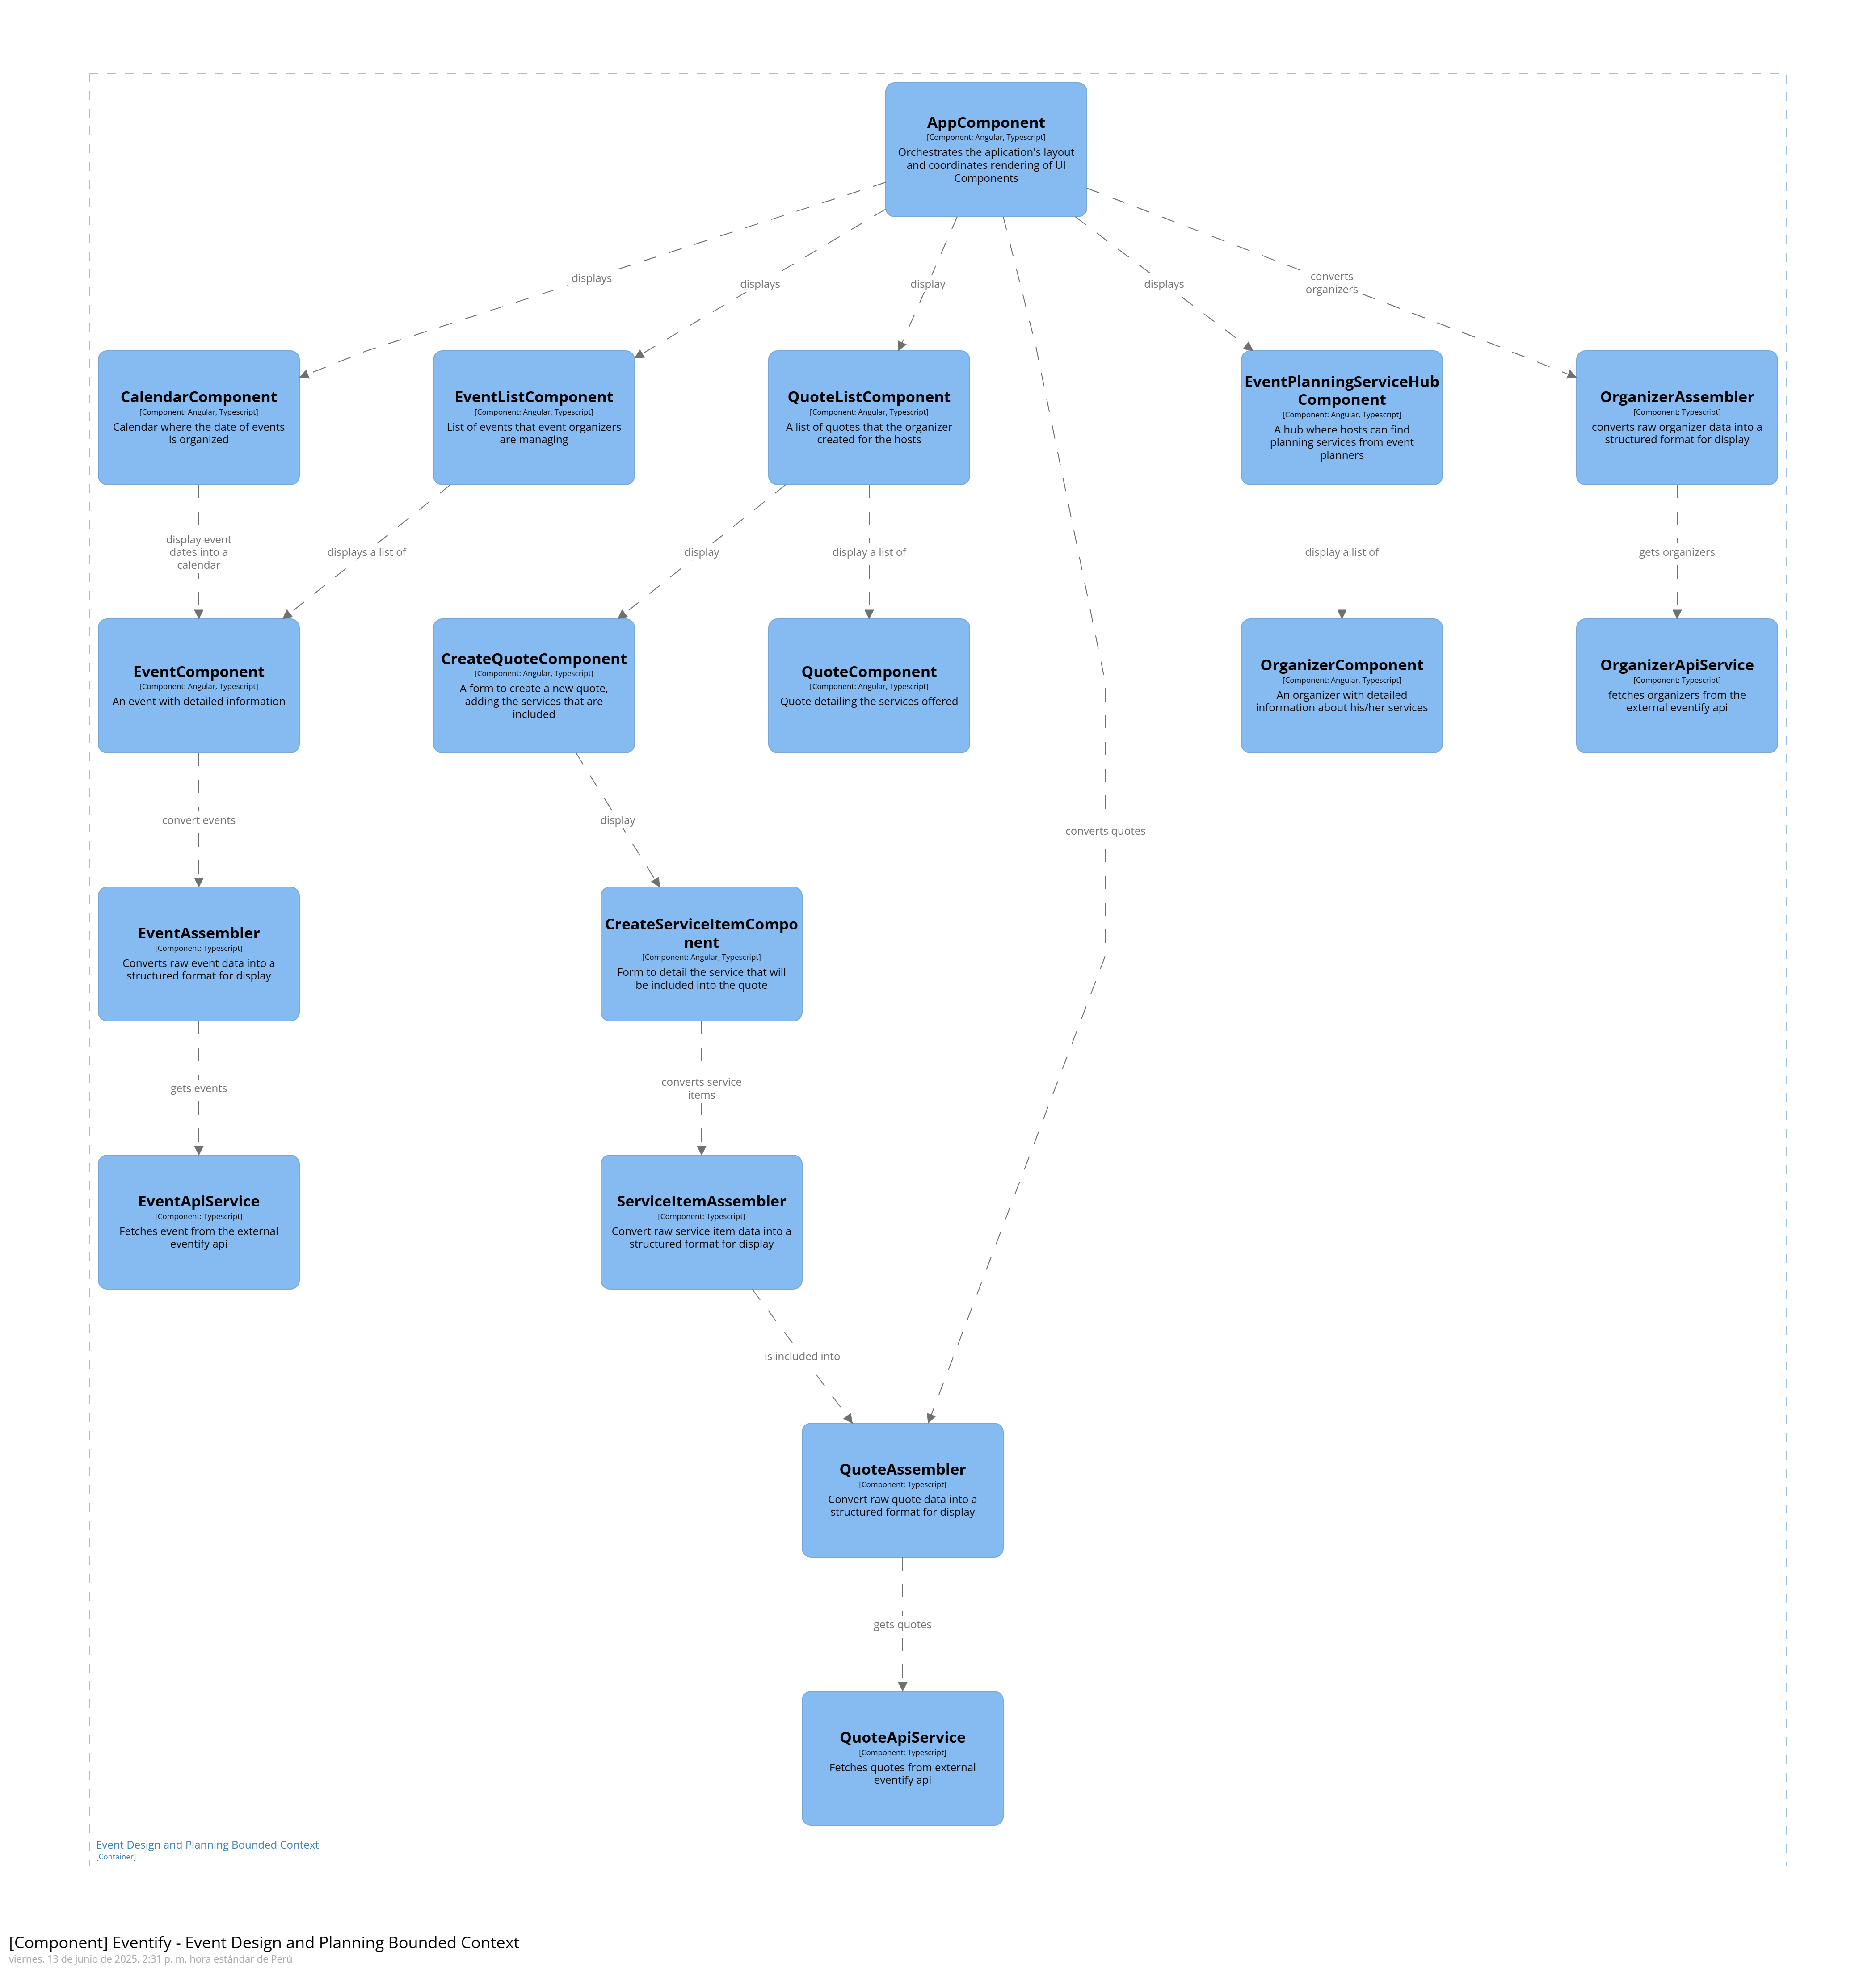 AppComponent
[Component: Angular, Typescript]
Orchestrates the aplication's layout
and coordinates rendering of UI
Components
displays
displays
display
displays
converts
organizers
CalendarComponent
[Component: Angular, Typescript]
Calendar where the date of events
is organized
EventListComponent
[Component: Angular, Typescript]
List of events that event organizers
are managing
QuoteListComponent
[Component: Angular, Typescript]
A list of quotes that the organizer
created for the hosts
EventPlanningServiceHub
Component
[Component: Angular, Typescript]
A hub where hosts can find
planning services from event
planners
OrganizerAssembler
[Component: Typescript]
converts raw organizer data into a
structured format for display
display event
dates into a
calendar
displays a list of
display
display a list of
display a list of
gets organizers
EventComponent
[Component: Angular, Typescript]
An event with detailed information
CreateQuoteComponent
[Component: Angular, Typescript]
A form to create a new quote,
adding the services that are
included
QuoteComponent
[Component: Angular, Typescript]
Quote detailing the services offered
OrganizerComponent
[Component: Angular, Typescript]
An organizer with detailed
information about his/her services
OrganizerApiService
[Component: Typescript]
fetches organizers from the
external eventify api
convert events
display
converts quotes
EventAssembler
[Component: Typescript]
Converts raw event data into a
structured format for display
CreateServiceItemCompo
nent
[Component: Angular, Typescript]
Form to detail the service that will
be included into the quote
gets events
converts service
items
EventApiService
[Component: Typescript]
Fetches event from the external
eventify api
ServiceItemAssembler
[Component: Typescript]
Convert raw service item data into a
structured format for display
is included into
QuoteAssembler
[Component: Typescript]
Convert raw quote data into a
structured format for display
gets quotes
QuoteApiService
[Component: Typescript]
Fetches quotes from external
eventify api
Event Design and Planning Bounded Context
[Container]
[Component] Eventify - Event Design and Planning Bounded Context
viernes, 13 de junio de 2025, 2:31 p. m. hora estándar de Perú